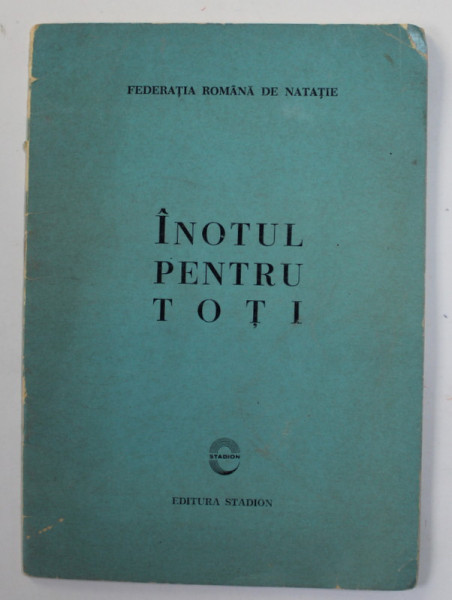 FEDERAȚIA ROMÂNĂ DE NATAȚIE
ÎNOTUL
PENTRU
TOȚI
STADION
EDITURA STADION